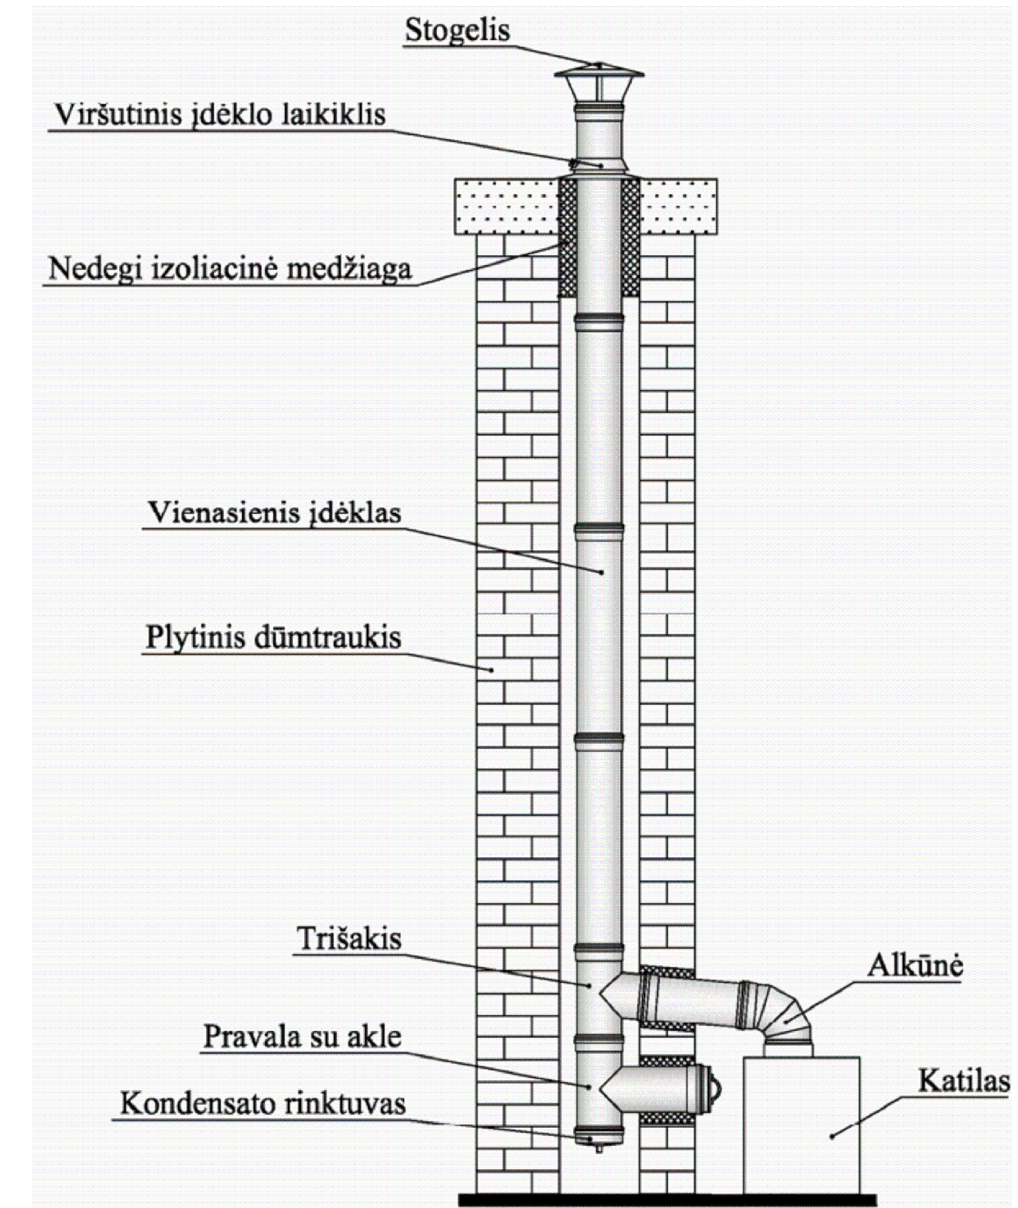 Stogelis
Viršutinis įdėklo laikiklis
Nedegi izoliacinė medžiaga
Vienasienis įdėklas
Plytinis dūmtraukis
Trišakis
Alkūnė
Pravala su akle
Katilas
Kondensato rinktuvas